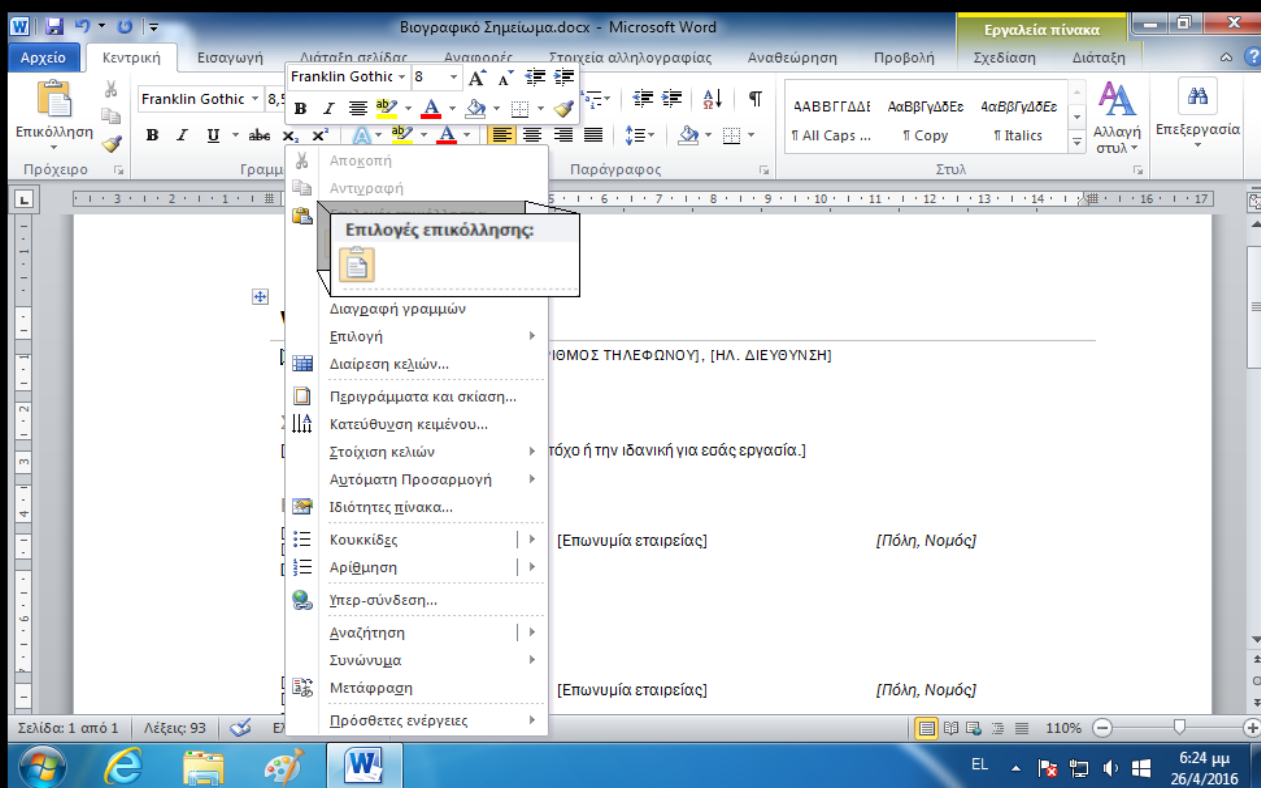 Βιογραφικό Σημείωμα.docx - Microsoft Word
Εργαλεία πίνακα
Αρχείο Κεντρική Εισαγωγή Διάταξη σελίδας Αναφορές Στοιχεία αλληλογραφίας Αναθεώρηση Προβολή Σχεδίαση Διάταξη
Franklin Gothic 8
Επικόλληση
Franklin Gothic 8,5
ΑΑΒΒΓΓΔΔΕ ΑαΒβΓγΔδΕε ΑαΒβΓγΔδΕε
¶ All Caps ... ¶ Copy ¶ Italics
Αλλαγή στυλ
Επεξεργασία
Πρόχειρο
Παράγραφος
Στυλ
Αποκοπή
Αντιγραφή
Επιλογές επικόλλησης:
Διαγραφή γραμμών
Επιλογή
Διαίρεση κελιών...
Περιγράμματα και σκίαση...
Κατεύθυνση κειμένου...
Στοίχιση κελιών
Αυτόματη Προσαρμογή
Ιδιότητες πίνακα...
Κουκκίδες
Αρίθμηση
Υπερ-σύνδεση...
Αναζήτηση
Συνώνυμα
Μετάφραση
Πρόσθετες ενέργειες
ΙΘΜΟΣ ΤΗΛΕΦΩΝΟΥ], [ΗΛ. ΔΙΕΥΘΥΝΣΗ]
τόχο ή την ιδανική για εσάς εργασία.]
[Επωνυμία εταιρείας] [Πόλη, Νομός]
[Επωνυμία εταιρείας] [Πόλη, Νομός]
Σελίδα: 1 από 1 Λέξεις: 93
110%
EL
6:24 μμ
26/4/2016